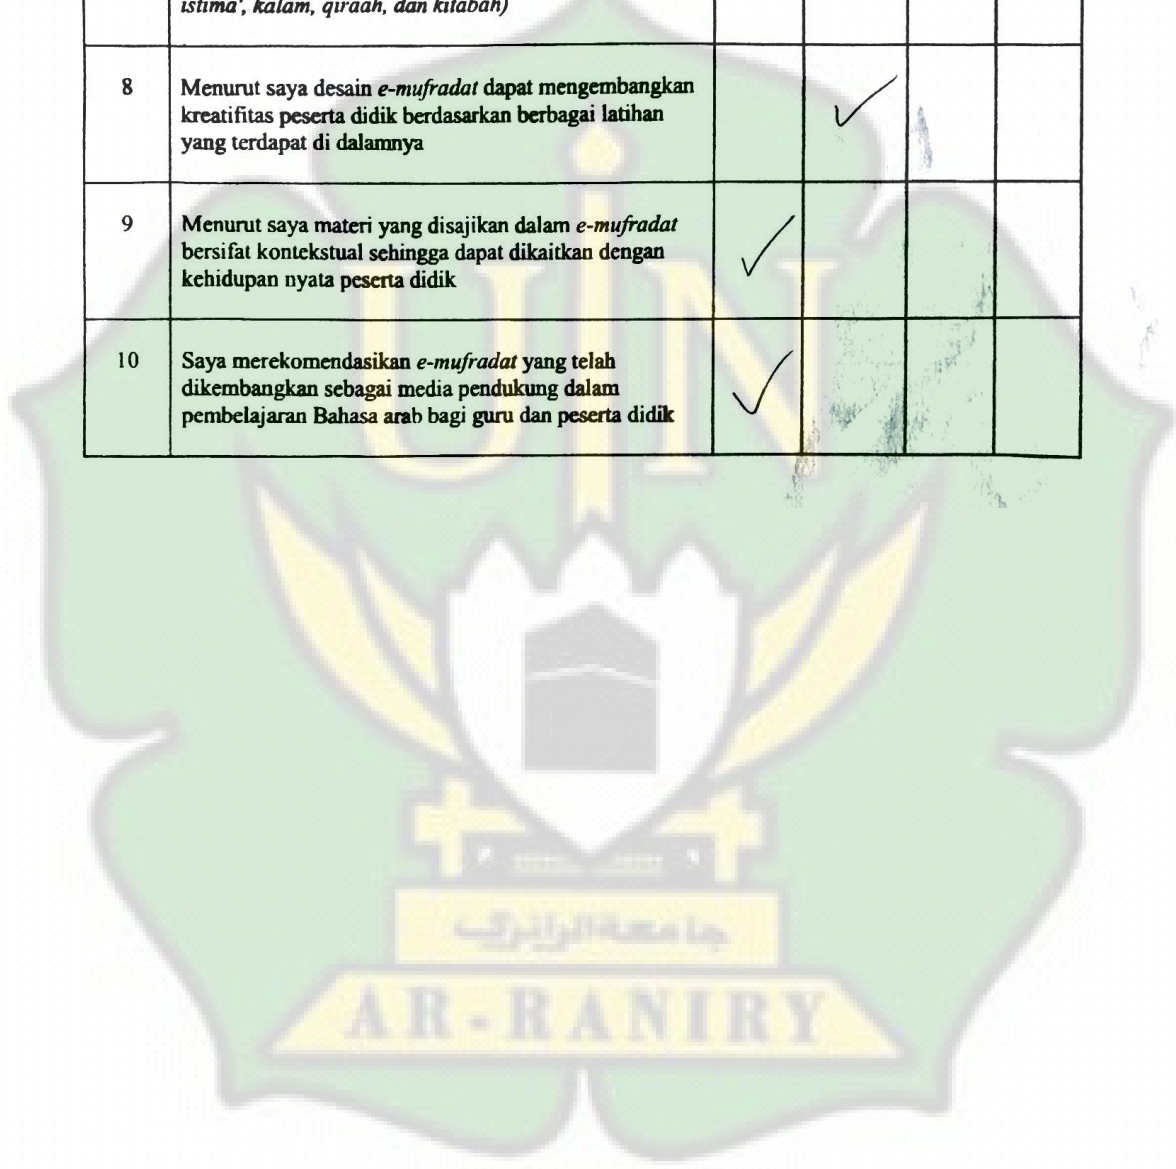 istima', kalam, qiraah, dan kitabah)
8 Menurut saya desain e-mufradat dapat mengembangkan
kreatifitas peserta didik berdasarkan berbagai latihan
yang terdapat di dalamnya
✓
9 Menurut saya materi yang disajikan dalam e-mufradat
bersifat kontekstual sehingga dapat dikaitkan dengan
kehidupan nyata peserta didik
✓
10 Saya merekomendasikan e-mufradat yang telah
dikembangkan sebagai media pendukung dalam
pembelajaran Bahasa arab bagi guru dan peserta didik
✓
UIN
جامعة الرانري
AR-RANIRY